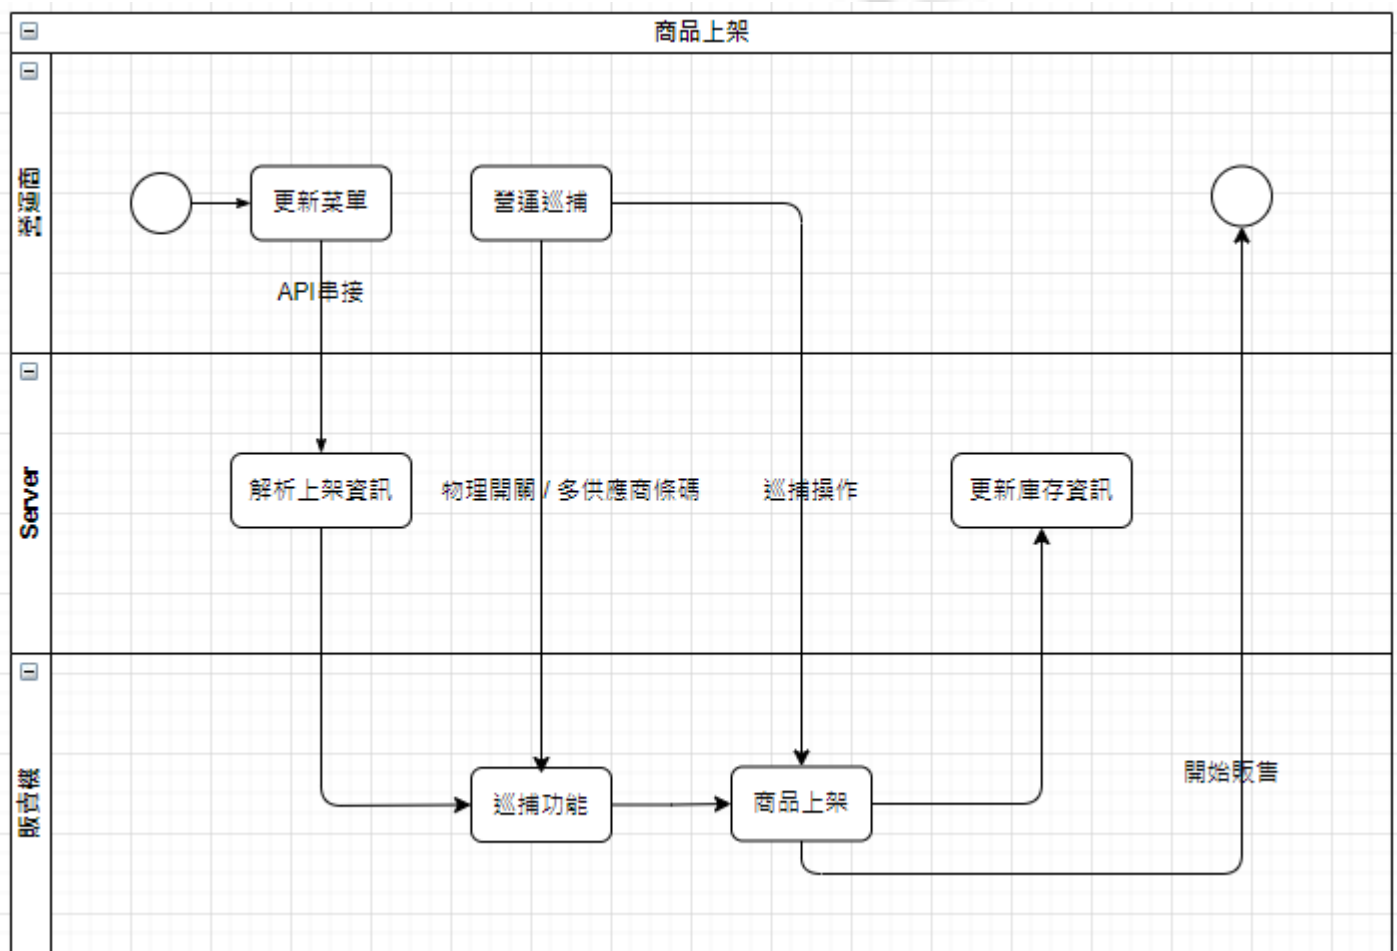 商品上架
營運商
更新菜單
營運巡捕
API串接
Server
解析上架資訊
物理開關 / 多供應商條碼
巡捕操作
更新庫存資訊
販賣機
巡捕功能
商品上架
開始販售